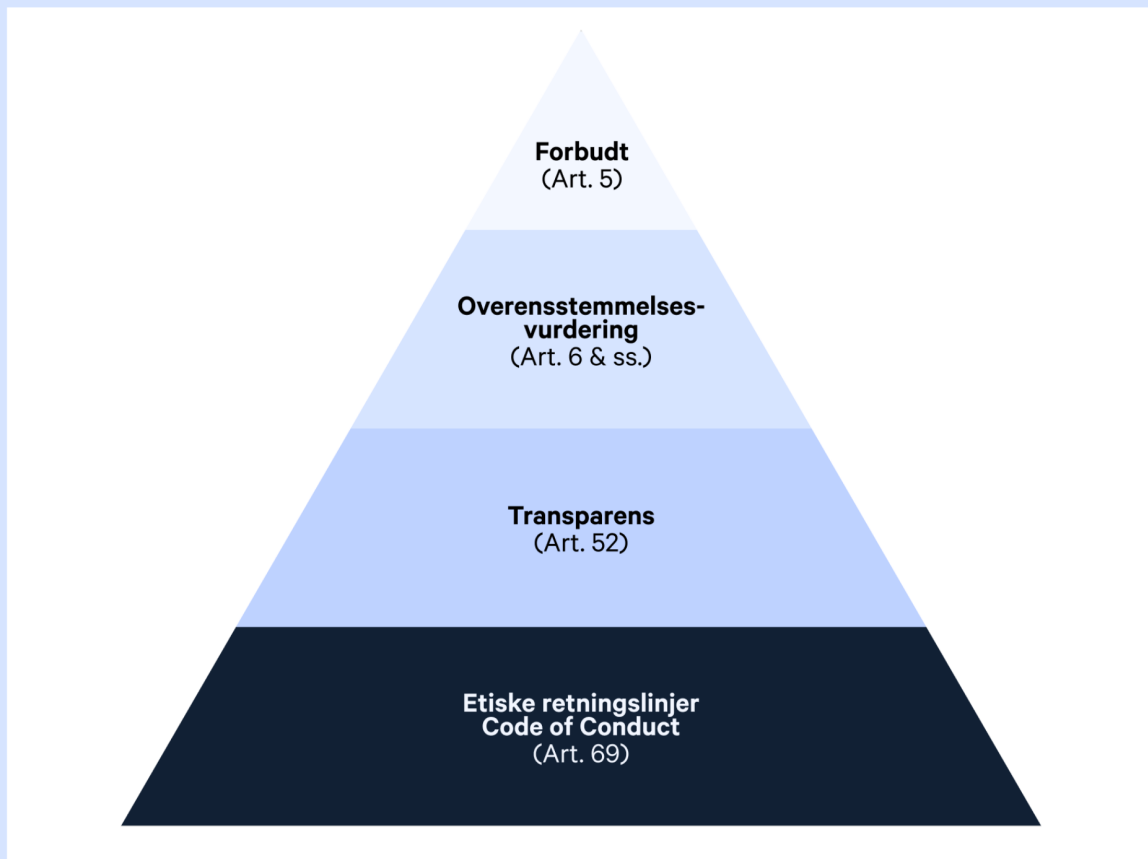 Forbudt
(Art. 5)
Overensstemmelses-
vurdering
(Art. 6 & ss.)
Transparens
(Art. 52)
Etiske retningslinjer
Code of Conduct
(Art. 69)